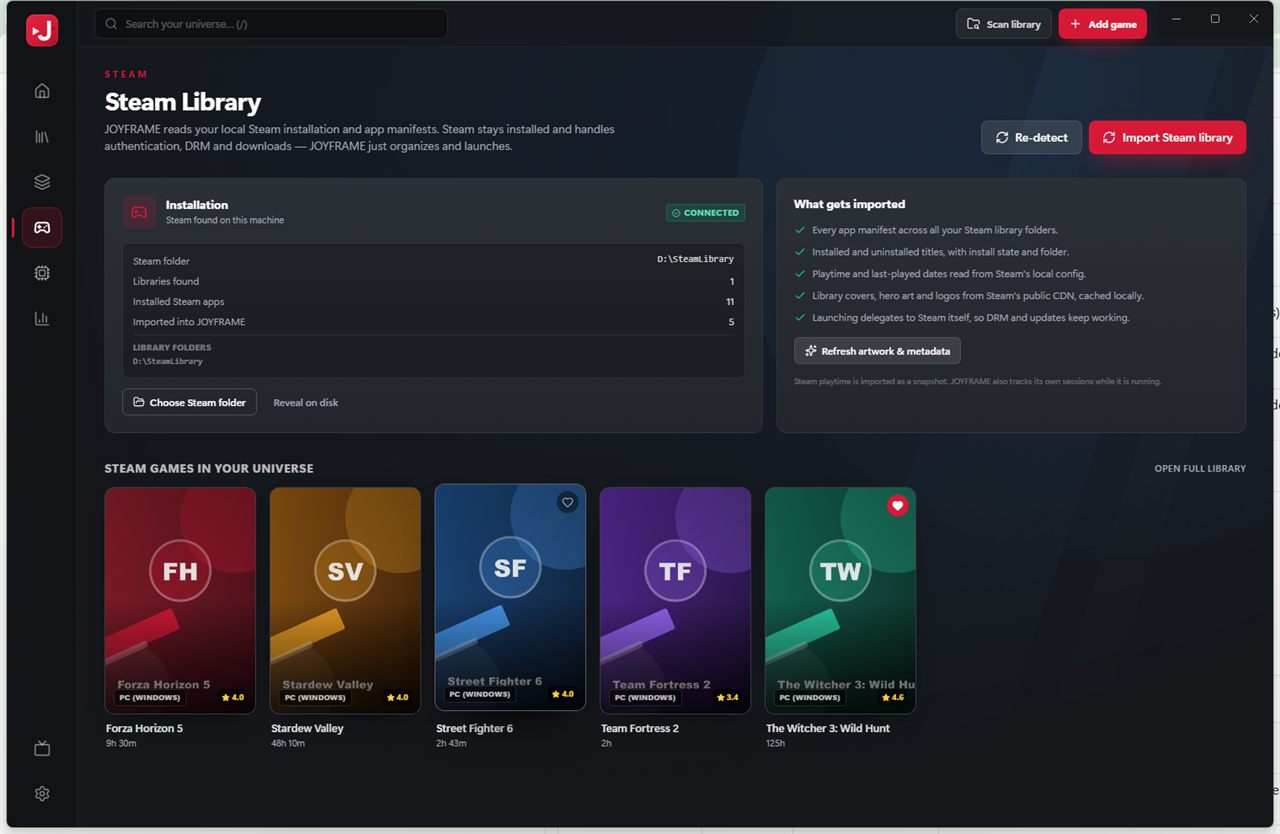 J
Search your universe... (/)
Scan library
Add game
STEAM
Steam Library
JOYFRAME reads your local Steam installation and app manifests. Steam stays installed and handles
authentication, DRM and downloads — JOYFRAME just organizes and launches.
Re-detect
Import Steam library
Installation
Steam found on this machine
CONNECTED
Steam folder D:\SteamLibrary
Libraries found 1
Installed Steam apps 11
Imported into JOYFRAME 5
LIBRARY FOLDERS
D:\SteamLibrary
Choose Steam folder
Reveal on disk
What gets imported
Every app manifest across all your Steam library folders.
Installed and uninstalled titles, with install state and folder.
Playtime and last-played dates read from Steam's local config.
Library covers, hero art and logos from Steam's public CDN, cached locally.
Launching delegates to Steam itself, so DRM and updates keep working.
Refresh artwork & metadata
Steam playtime is imported as a snapshot. JOYFRAME also tracks its own sessions while it is running.
STEAM GAMES IN YOUR UNIVERSE
OPEN FULL LIBRARY
FH
Forza Horizon 5
PC (WINDOWS) 4.0
Forza Horizon 5
9h 30m
SV
Stardew Valley
PC (WINDOWS) 4.0
Stardew Valley
48h 10m
SF
Street Fighter 6
PC (WINDOWS) 4.0
Street Fighter 6
2h 43m
TF
Team Fortress 2
PC (WINDOWS) 3.4
Team Fortress 2
2h
TW
The Witcher 3: Wild Hu
PC (WINDOWS) 4.6
The Witcher 3: Wild Hunt
125h